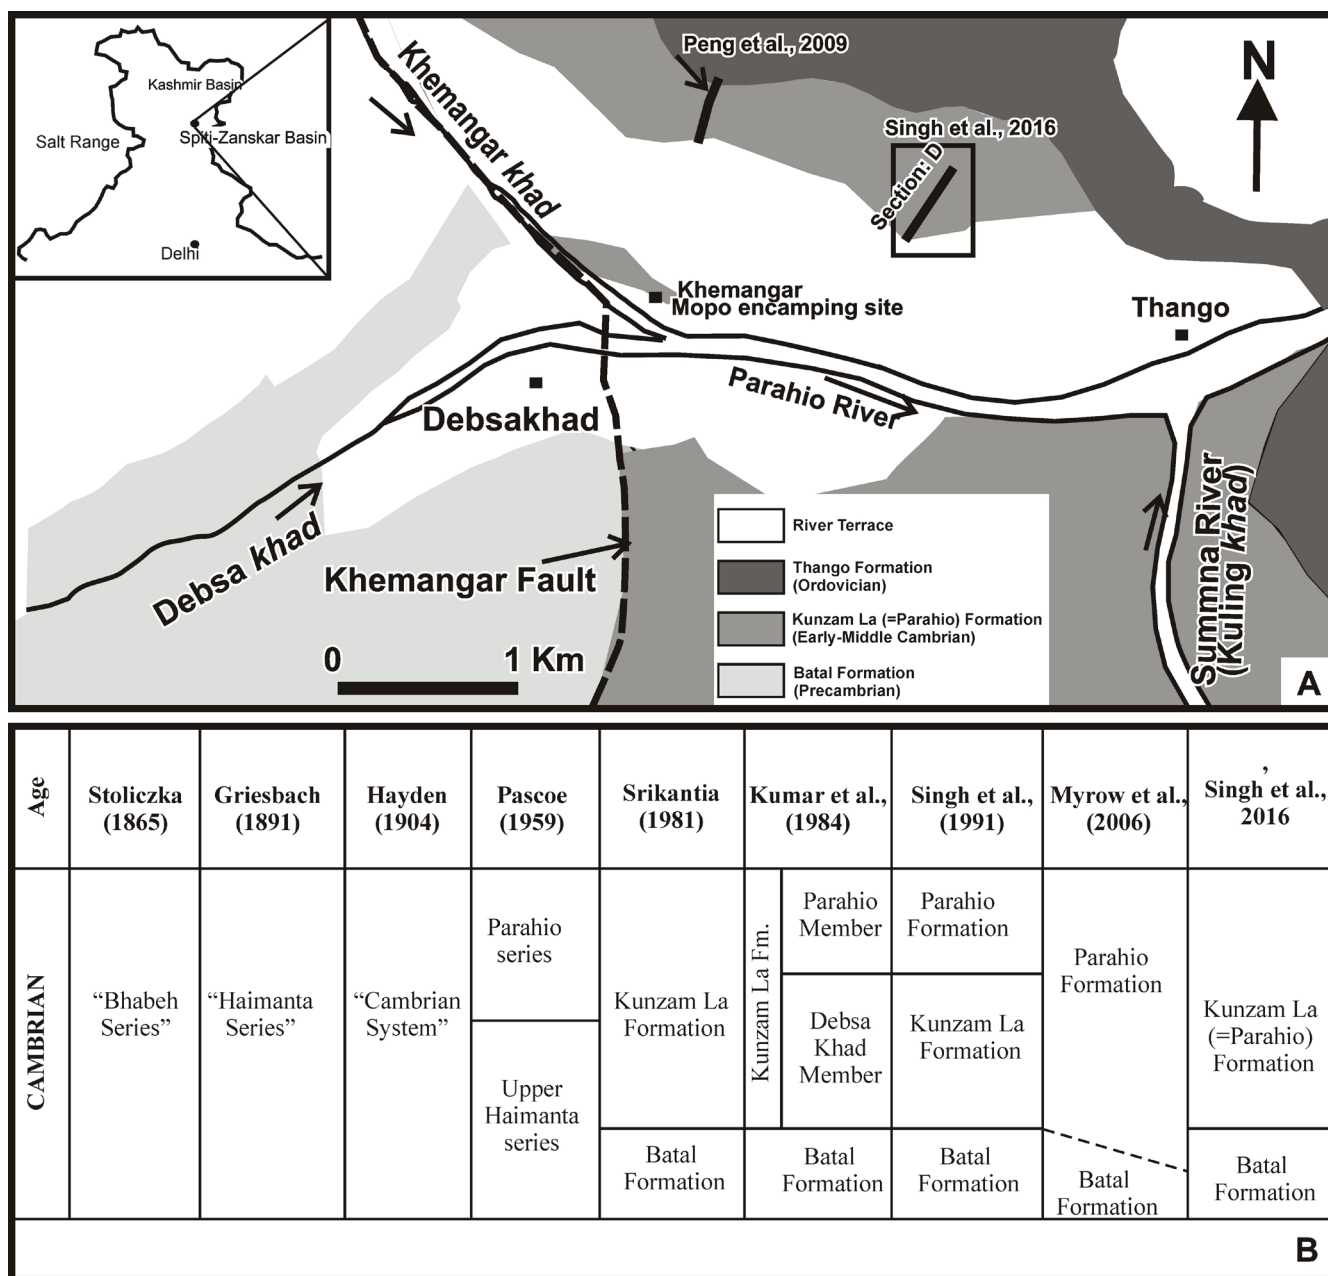 Kashmir Basin
Salt Range
Spiti-Zanskar Basin
Delhi
Khemangar khad
Peng et al., 2009
Singh et al., 2016
Section: D
N
Khemangar
Mopo encamping site
Thango
Debsakhad
Parahio River
Debsa khad
Khemangar Fault
Summna River
(Kuling khad)
0 1 Km
River Terrace
Thango Formation
(Ordovician)
Kunzam La (=Parahio) Formation
(Early-Middle Cambrian)
Batal Formation
(Precambrian)
A
Age
Stoliczka
(1865)
Griesbach
(1891)
Hayden
(1904)
Pascoe
(1959)
Srikantia
(1981)
Kumar et al.,
(1984)
Singh et al.,
(1991)
Myrow et al.,
(2006)
,
Singh et al.,
2016
CAMBRIAN
“Bhabeh
Series”
“Haimanta
Series”
“Cambrian
System”
Parahio
series
Upper
Haimanta
series
Kunzam La
Formation
Batal
Formation
Kunzam La Fm.
Parahio
Member
Debsa
Khad
Member
Batal
Formation
Parahio
Formation
Kunzam La
Formation
Batal
Formation
Parahio
Formation
Batal
Formation
Kunzam La
(=Parahio)
Formation
Batal
Formation
B